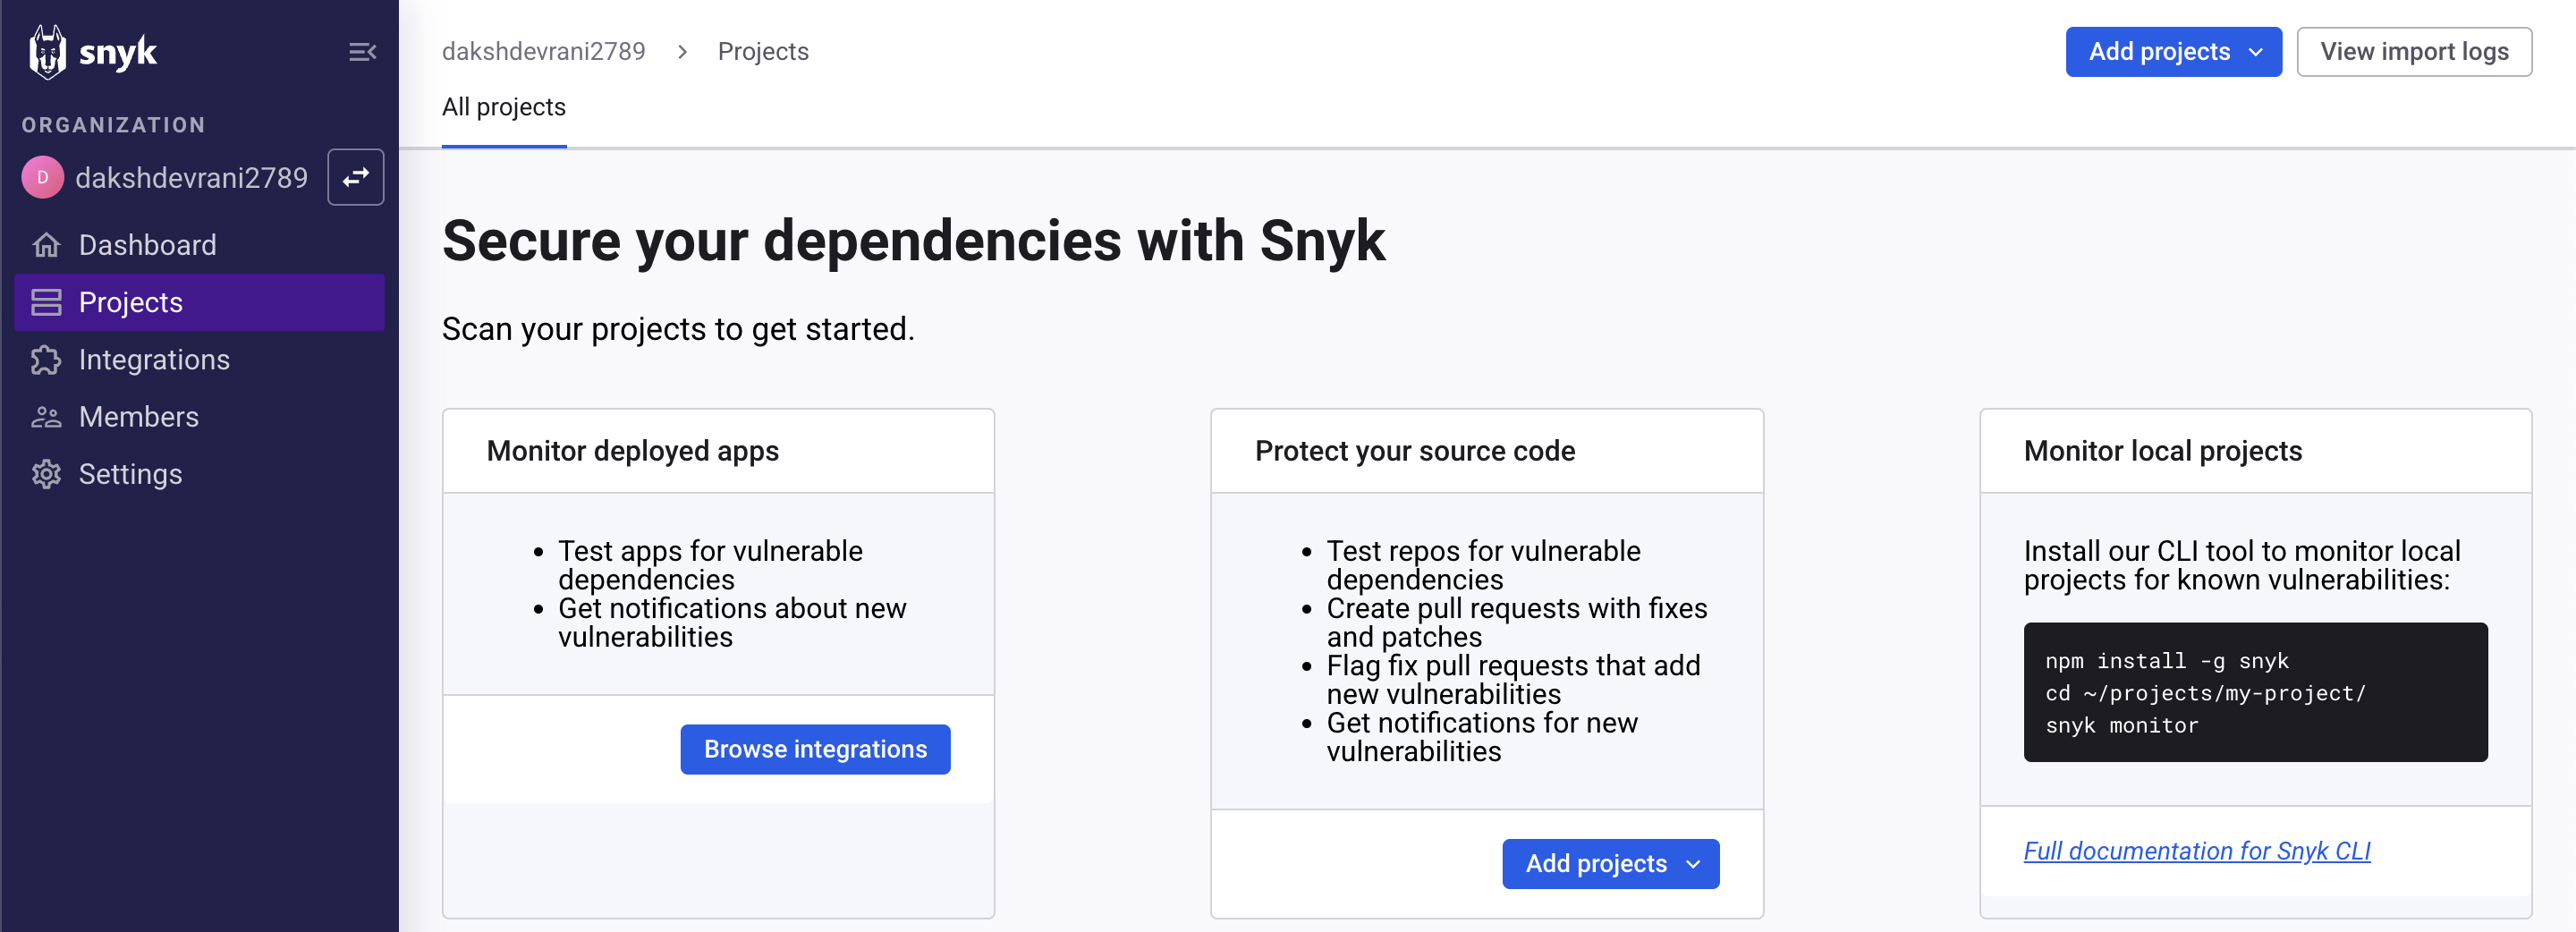 snyk
ORGANIZATION
D
dakshdevrani2789
Dashboard
Projects
Integrations
Members
Settings
dakshdevrani2789 > Projects
Add projects
View import logs
All projects
Secure your dependencies with Snyk
Scan your projects to get started.
Monitor deployed apps
• Test apps for vulnerable
dependencies
• Get notifications about new
vulnerabilities
Browse integrations
Protect your source code
• Test repos for vulnerable
dependencies
• Create pull requests with fixes
and patches
• Flag fix pull requests that add
new vulnerabilities
• Get notifications for new
vulnerabilities
Add projects
Monitor local projects
Install our CLI tool to monitor local
projects for known vulnerabilities:
npm install -g snyk
cd ~/projects/my-project/
snyk monitor
Full documentation for Snyk CLI